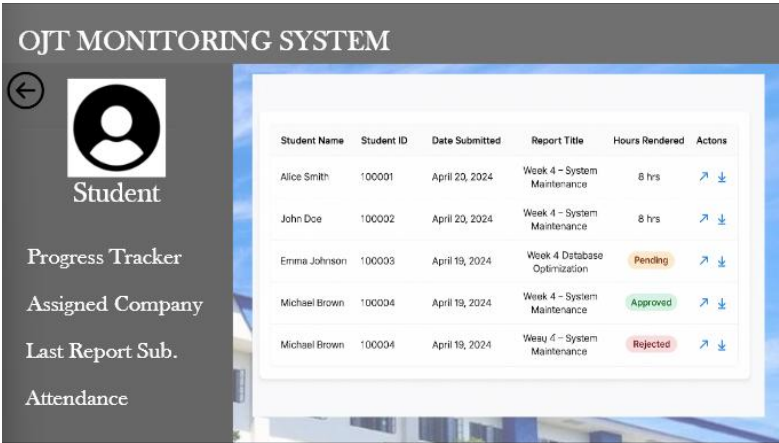 OJT MONITORING SYSTEM
Student
Progress Tracker
Assigned Company
Last Report Sub.
Attendance
Student Name Student ID Date Submitted Report Title Hours Rendered Actons
Alice Smith 100001 April 20, 2024 Week 4 – System Maintenance 8 hrs
John Doe 100002 April 20, 2024 Week 4 – System Maintenance 8 hrs
Emma Johnson 100003 April 19, 2024 Week 4 Database Optimization Pending
Michael Brown 100004 April 19, 2024 Week 4 – System Maintenance Approved
Michael Brown 100004 April 19, 2024 Weay 4 – System Maintenance Rejected